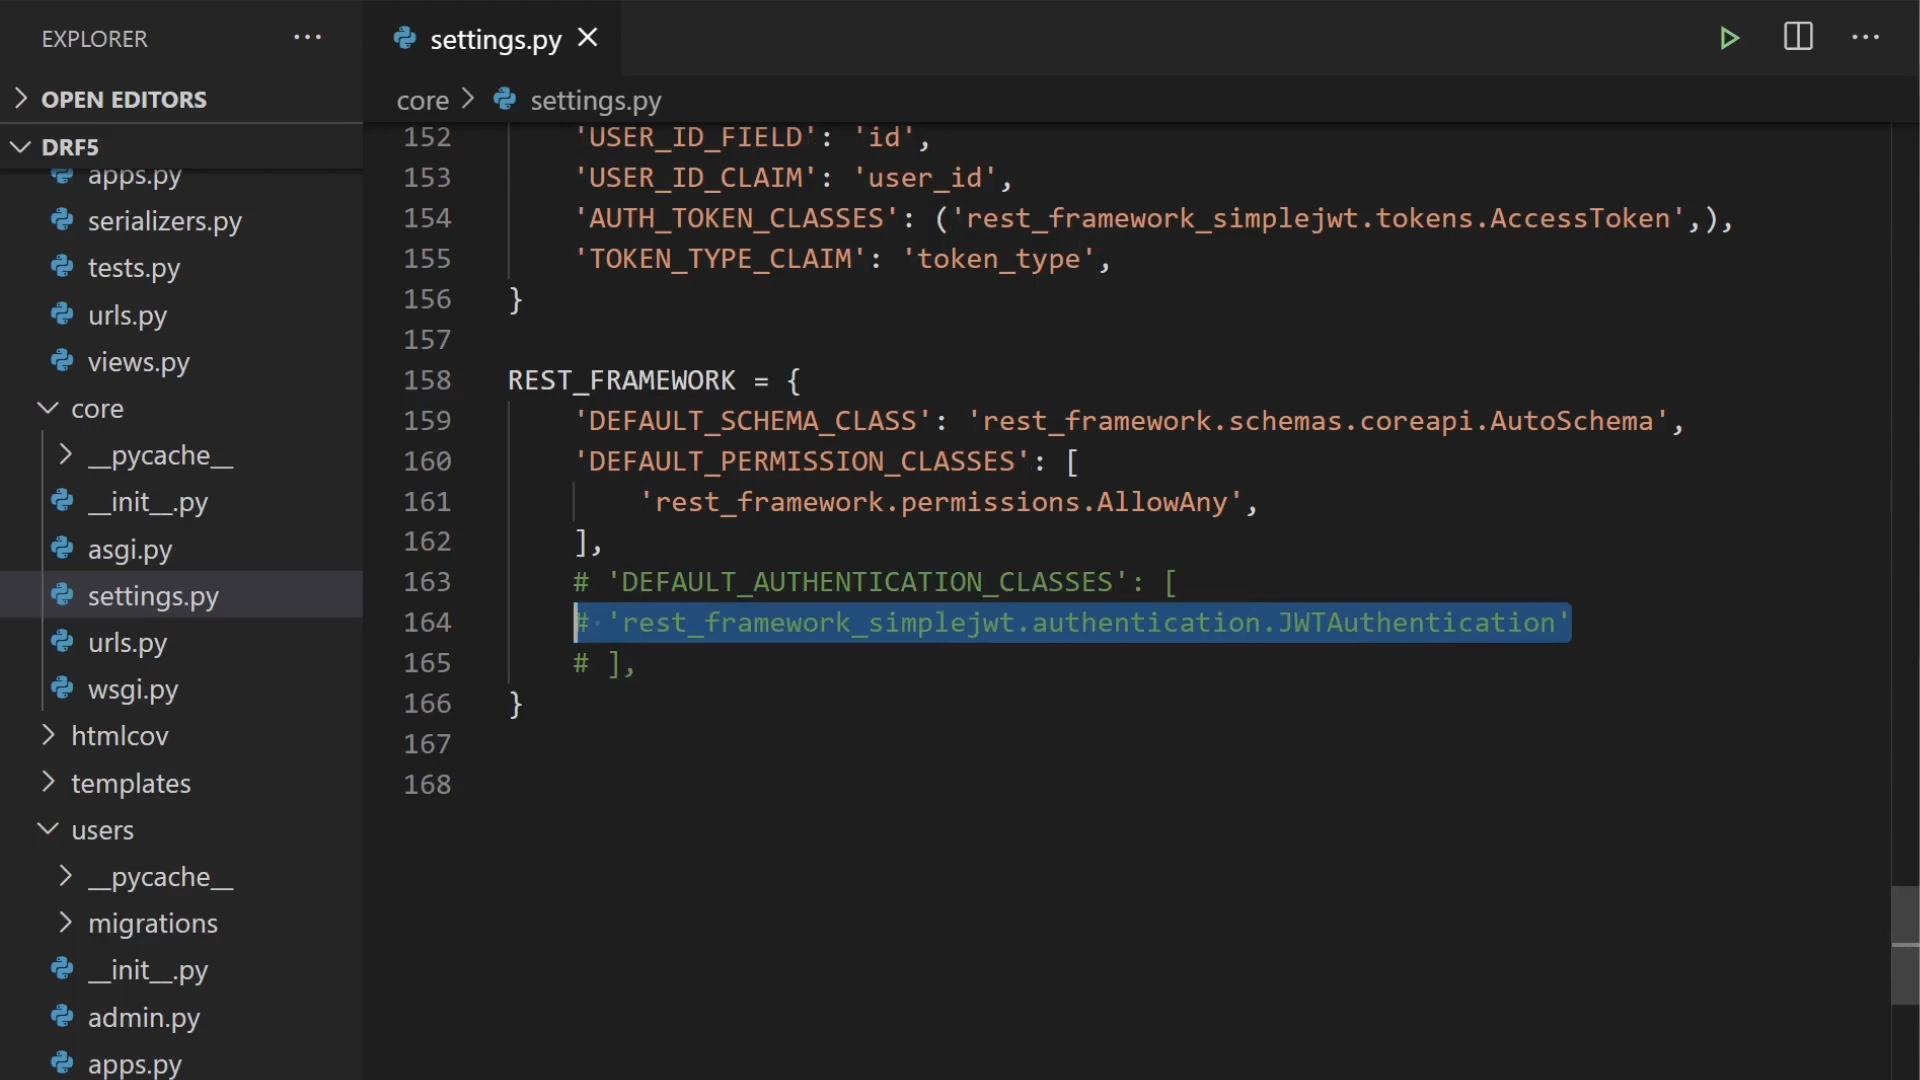 EXPLORER
···
OPEN EDITORS
DRF5
apps.py
serializers.py
tests.py
urls.py
views.py
core
__pycache__
__init__.py
asgi.py
settings.py
urls.py
wsgi.py
htmlcov
templates
users
__pycache__
migrations
__init__.py
admin.py
apps.py
settings.py
···
core > settings.py
152 'USER_ID_FIELD': 'id',
153 'USER_ID_CLAIM': 'user_id',
154 'AUTH_TOKEN_CLASSES': ('rest_framework_simplejwt.tokens.AccessToken',),
155 'TOKEN_TYPE_CLAIM': 'token_type',
156 }
157
158 REST_FRAMEWORK = {
159 'DEFAULT_SCHEMA_CLASS': 'rest_framework.schemas.coreapi.AutoSchema',
160 'DEFAULT_PERMISSION_CLASSES': [
161 'rest_framework.permissions.AllowAny',
162 ],
163 # 'DEFAULT_AUTHENTICATION_CLASSES': [
164 # 'rest_framework_simplejwt.authentication.JWTAuthentication'
165 # ],
166 }
167
168